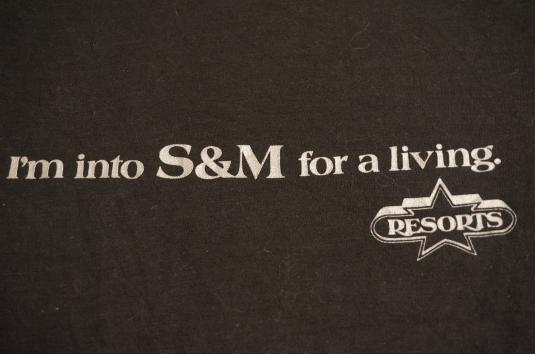 I'm into S&M for a living.
RESORTS